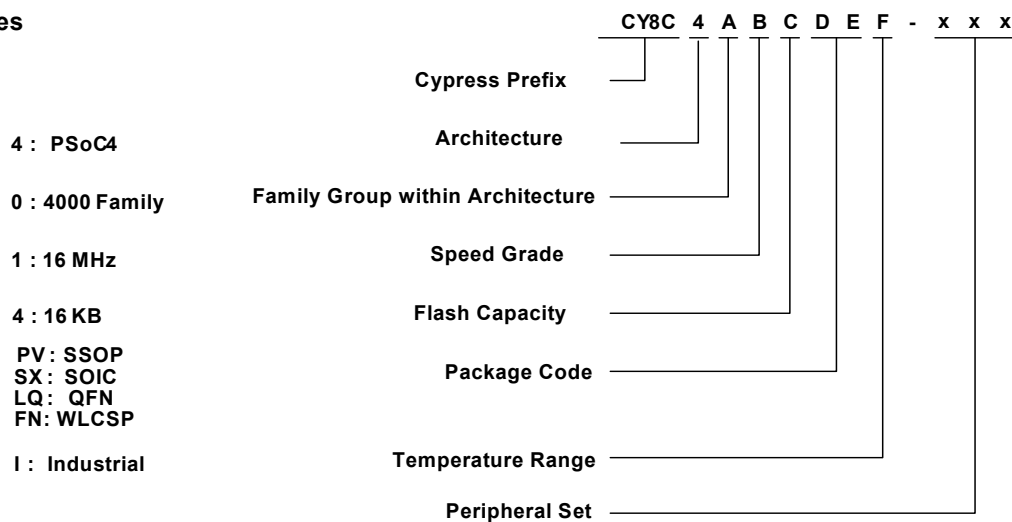 es
CY8C 4 A B C D E F - x x x
Cypress Prefix
4 : PSoC4
Architecture
0 : 4000 Family
Family Group within Architecture
1 : 16 MHz
Speed Grade
4 : 16 KB
Flash Capacity
PV : SSOP
SX : SOIC
LQ : QFN
FN: WLCSP
Package Code
I : Industrial
Temperature Range
Peripheral Set